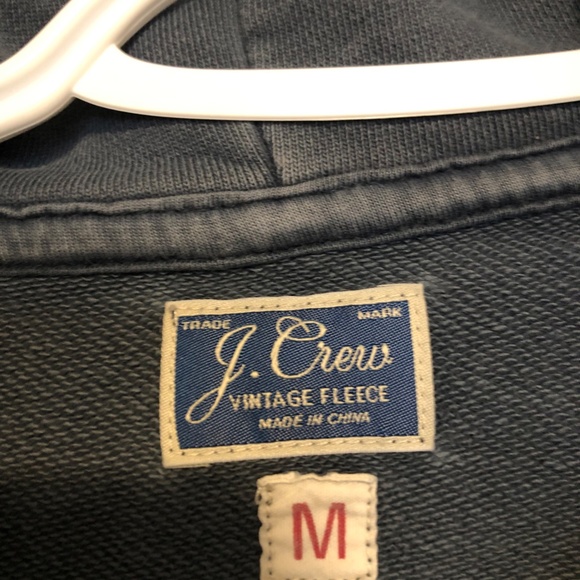 TRADE MARK
J. Crew
VINTAGE FLEECE
MADE IN CHINA
M